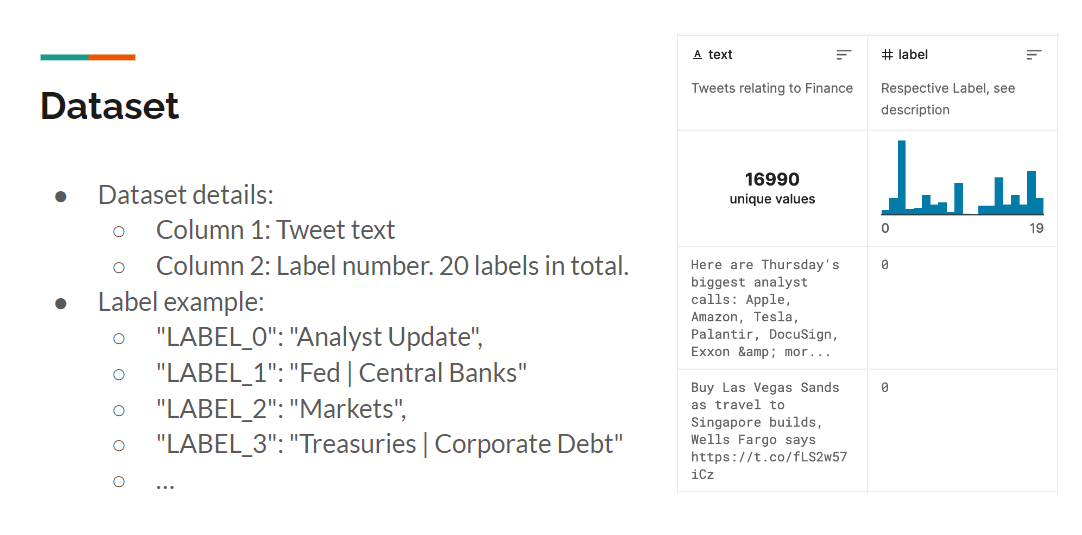 Dataset
● Dataset details:
○ Column 1: Tweet text
○ Column 2: Label number. 20 labels in total.
● Label example:
○ "LABEL_0": "Analyst Update",
○ "LABEL_1": "Fed | Central Banks"
○ "LABEL_2": "Markets",
○ "LABEL_3": "Treasuries | Corporate Debt"
○ ...
A text
# label
Tweets relating to Finance
Respective Label, see
description
16990
unique values
0 19
Here are Thursday's
biggest analyst
calls: Apple,
Amazon, Tesla,
Palantir, DocuSign,
Exxon &amp; mor...
0
Buy Las Vegas Sands
as travel to
Singapore builds,
Wells Fargo says
https://t.co/fLS2w57
iCz
0